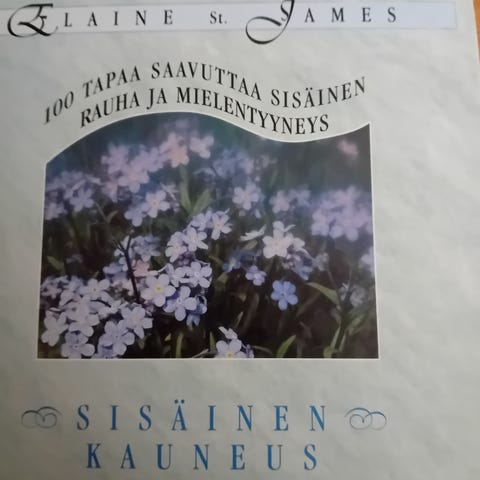 ELAINE St. JAMES
100 TAPAA SAAVUTTAA SISÄINEN
RAUHA JA MIELENTYYNEYS
SISÄINEN
KAUNEUS